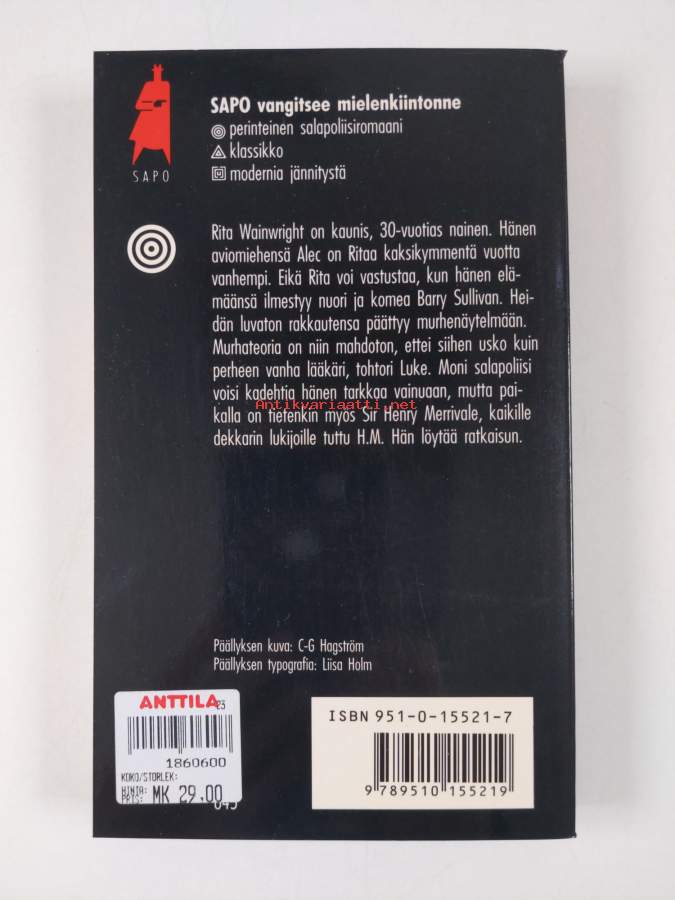 SAPO
SAPO vangitsee mielenkiintonne
perinteinen salapoliisiromaani
klassikko
modernia jännitystä
Rita Wainwright on kaunis, 30-vuotias nainen. Hänen
aviomiehensä Alec on Ritaa kaksikymmentä vuotta
vanhempi. Eikä Rita voi vastustaa, kun hänen elä-
määnsä ilmestyy nuori ja komea Barry Sullivan. Hei-
dän luvaton rakkautensa päättyy murhenäytelmään.
Murhateoria on niin mahdoton, ettei siihen usko kuin
perheen vanha lääkäri, tohtori Luke. Moni salapoliisi
voisi kadehtia hänen tarkkaa vainuaan, mutta pai-
Antikvariaatti.net
kalla on tietenkin myös Sir Henry Merrivale, kaikille
dekkarin lukijoille tuttu H.M. Hän löytää ratkaisun.
Päällyksen kuva: C-G Hagström
Päällyksen typografia: Liisa Holm
ANTTILA 23
1860600
KOKO/STORLEK:
HINTA:
PRIS: MK 29,00
ISBN 951-0-15521-7
9 789510 155219